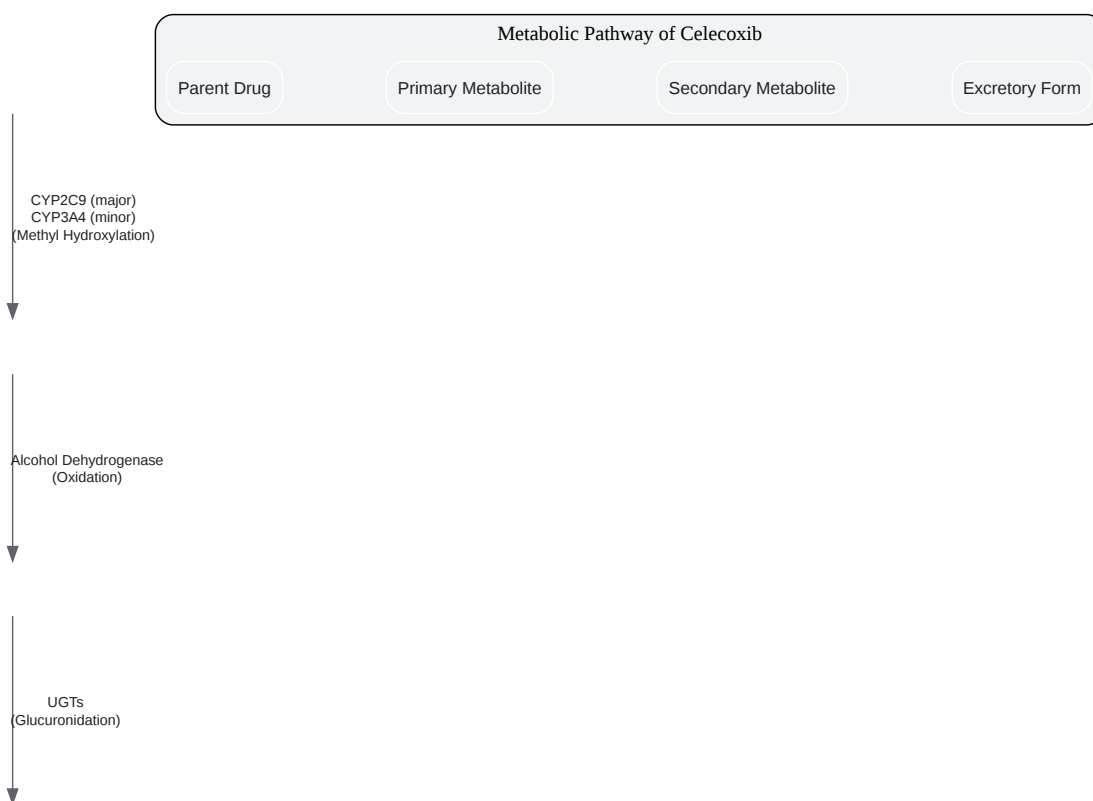 Metabolic Pathway of Celecoxib
Parent Drug
Primary Metabolite
Secondary Metabolite
Excretory Form
CYP2C9 (major)
CYP3A4 (minor)
(Methyl Hydroxylation)
Alcohol Dehydrogenase
(Oxidation)
UGTs
(Glucuronidation)